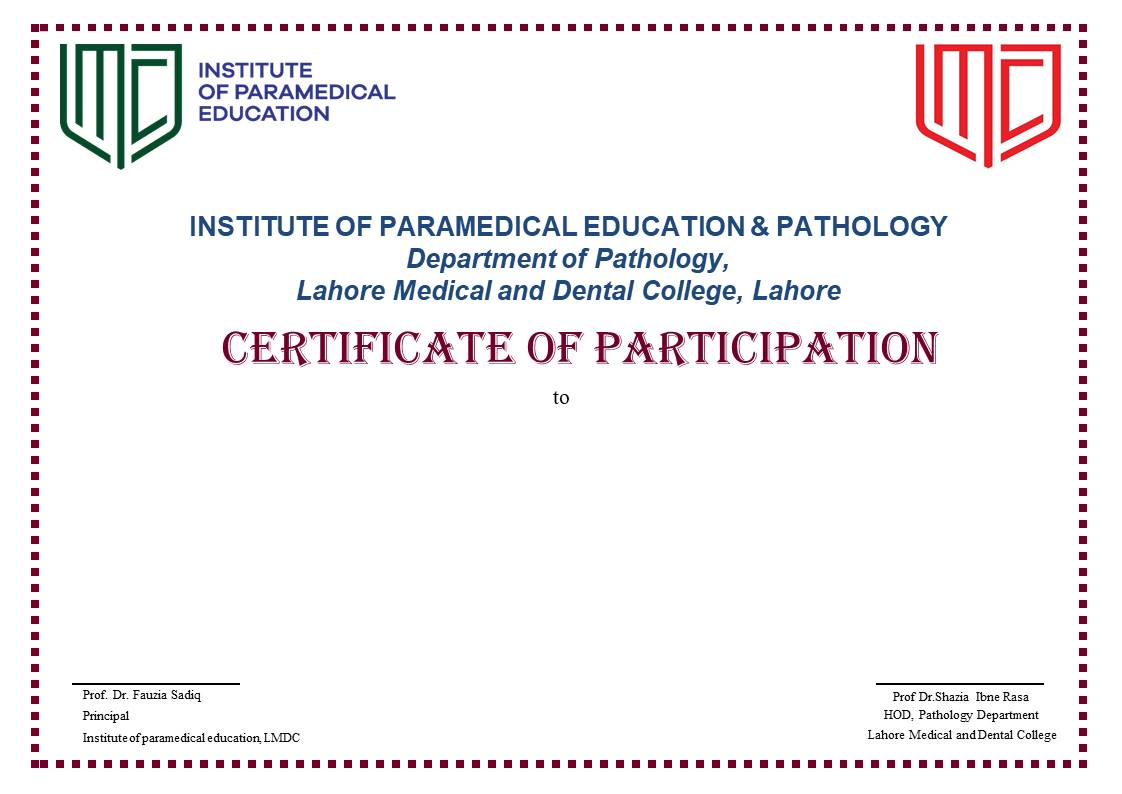 INSTITUTE
OF PARAMEDICAL
EDUCATION
INSTITUTE OF PARAMEDICAL EDUCATION & PATHOLOGY
Department of Pathology,
Lahore Medical and Dental College, Lahore
CERTIFICATE OF PARTICIPATION
to
Prof. Dr. Fauzia Sadiq
Principal
Institute of paramedical education, LMDC
Prof Dr.Shazia Ibne Rasa
HOD, Pathology Department
Lahore Medical and Dental College